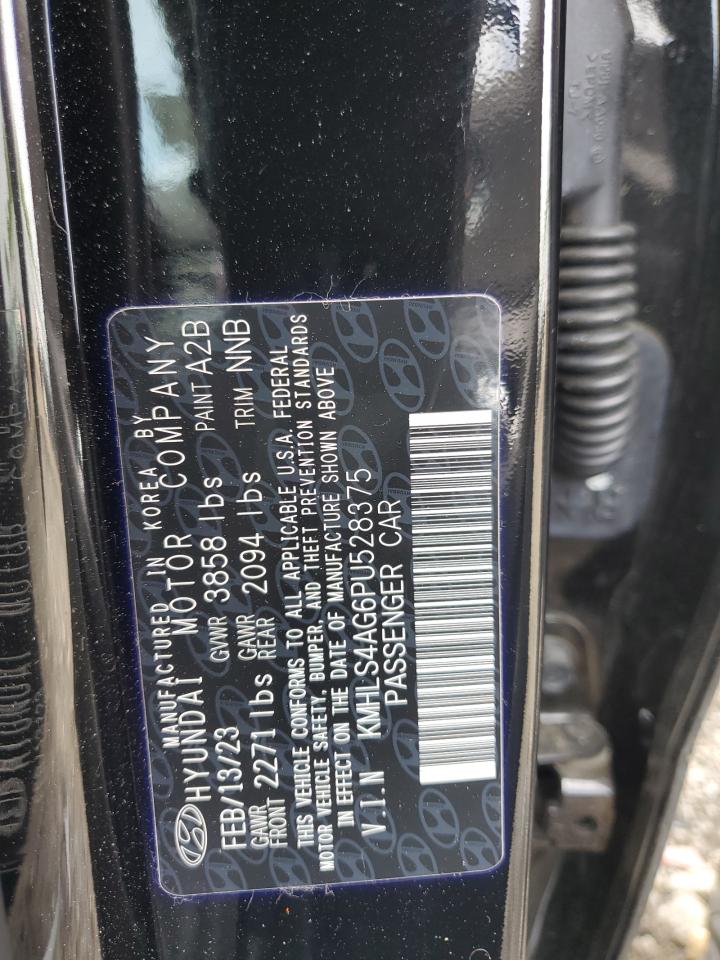 MANUFACTURED IN KOREA BY
HYUNDAI MOTOR COMPANY
FEB/13/23 GVWR 3858 lbs PAINT A2B
GAWR FRONT 2271 lbs GAWR REAR 2094 lbs TRIM NNB
THIS VEHICLE CONFORMS TO ALL APPLICABLE U.S.A. FEDERAL
MOTOR VEHICLE SAFETY, BUMPER, AND THEFT PREVENTION STANDARDS
IN EFFECT ON THE DATE OF MANUFACTURE SHOWN ABOVE
V.I.N KMHLS4AG6PU528375
PASSENGER CAR